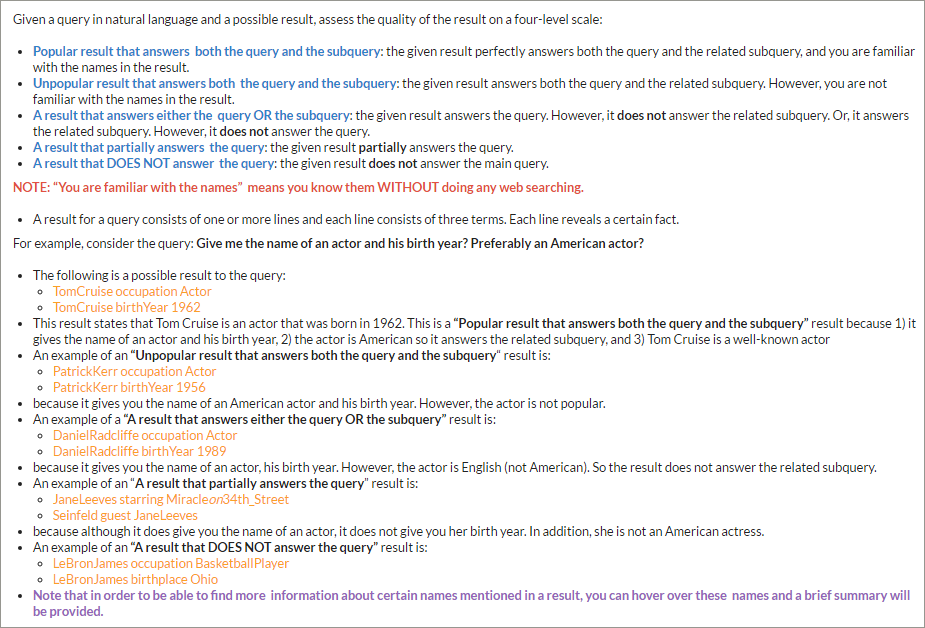 Given a query in natural language and a possible result, assess the quality of the result on a four-level scale:
• Popular result that answers both the query and the subquery: the given result perfectly answers both the query and the related subquery, and you are familiar
with the names in the result.
• Unpopular result that answers both the query and the subquery: the given result answers both the query and the related subquery. However, you are not
familiar with the names in the result.
• A result that answers either the query OR the subquery: the given result answers the query. However, it does not answer the related subquery. Or, it answers
the related subquery. However, it does not answer the query.
• A result that partially answers the query: the given result partially answers the query.
• A result that DOES NOT answer the query: the given result does not answer the main query.
NOTE: "You are familiar with the names" means you know them WITHOUT doing any web searching.
• A result for a query consists of one or more lines and each line consists of three terms. Each line reveals a certain fact.
For example, consider the query: Give me the name of an actor and his birth year? Preferably an American actor?
• The following is a possible result to the query:
○ TomCruise occupation Actor
○ TomCruise birthYear 1962
• This result states that Tom Cruise is an actor that was born in 1962. This is a "Popular result that answers both the query and the subquery" result because 1) it
gives the name of an actor and his birth year, 2) the actor is American so it answers the related subquery, and 3) Tom Cruise is a well-known actor
• An example of an "Unpopular result that answers both the query and the subquery" result is:
○ PatrickKerr occupation Actor
○ PatrickKerr birthYear 1956
• because it gives you the name of an American actor and his birth year. However, the actor is not popular.
• An example of a "A result that answers either the query OR the subquery" result is:
○ DanielRadcliffe occupation Actor
○ DanielRadcliffe birthYear 1989
• because it gives you the name of an actor, his birth year. However, the actor is English (not American). So the result does not answer the related subquery.
• An example of an "A result that partially answers the query" result is:
○ JaneLeeves starring Miracleon34th_Street
○ Seinfeld guest JaneLeeves
• because although it does give you the name of an actor, it does not give you her birth year. In addition, she is not an American actress.
• An example of an "A result that DOES NOT answer the query" result is:
○ LeBronJames occupation BasketballPlayer
○ LeBronJames birthplace Ohio
• Note that in order to be able to find more information about certain names mentioned in a result, you can hover over these names and a brief summary will
be provided.